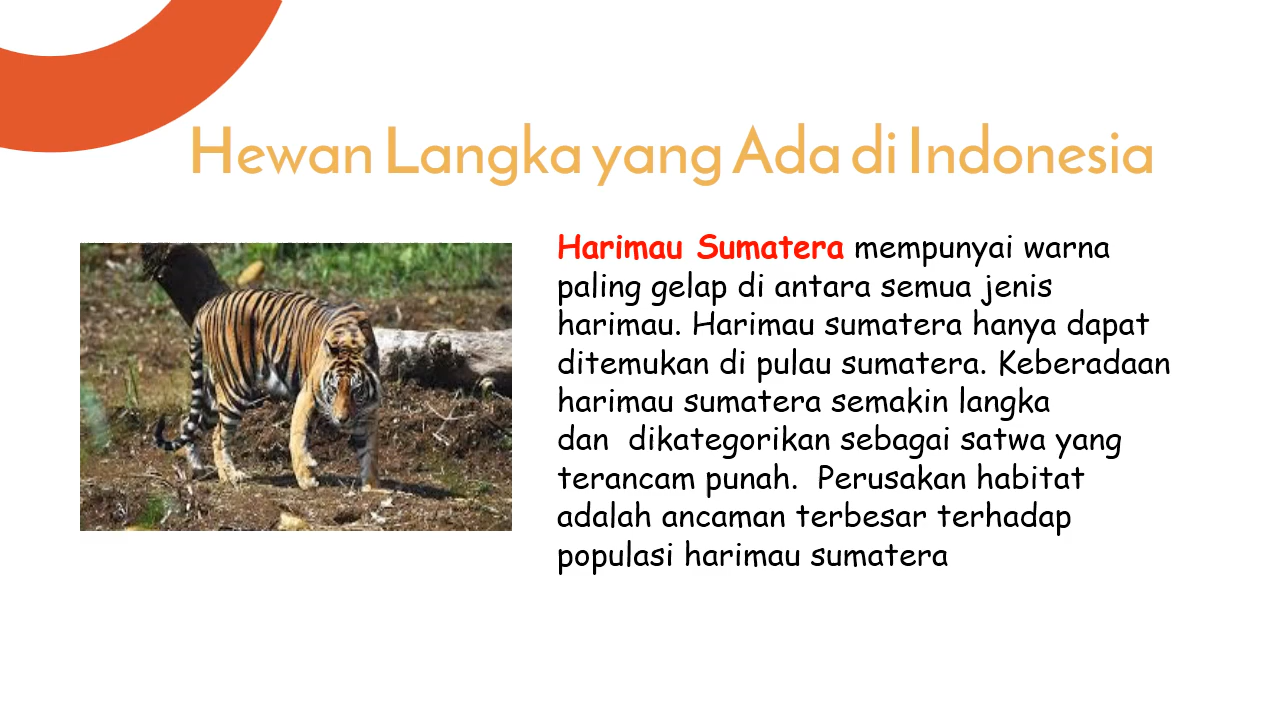 Hewan Langka yang Ada di Indonesia
Harimau Sumatera mempunyai warna
paling gelap di antara semua jenis
harimau. Harimau sumatera hanya dapat
ditemukan di pulau sumatera. Keberadaan
harimau sumatera semakin langka
dan  dikategorikan sebagai satwa yang
terancam punah.  Perusakan habitat
adalah ancaman terbesar terhadap
populasi harimau sumatera